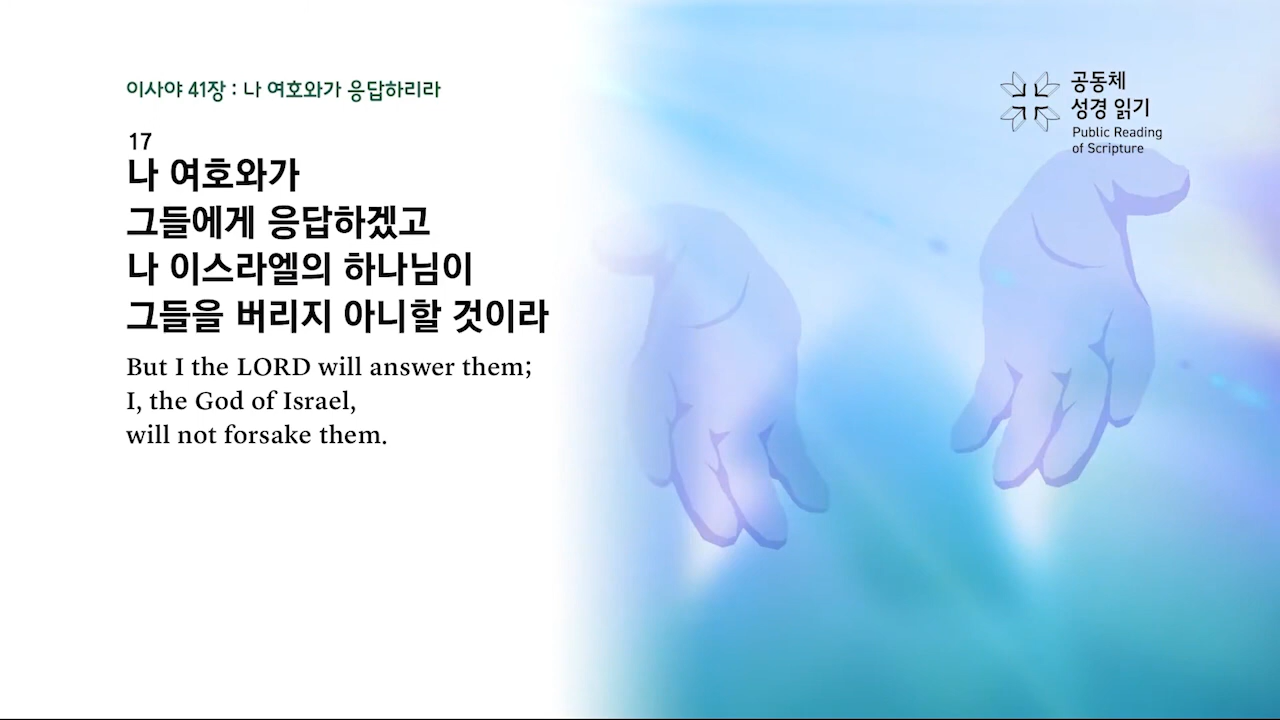 이사야 41장 : 나 여호와가 응답하리라
17
나 여호와가
그들에게 응답하겠고
나 이스라엘의 하나님이
그들을 버리지 아니할 것이라
But I the LORD will answer them;
I, the God of Israel,
will not forsake them.
공동체
성경 읽기
Public Reading
of Scripture